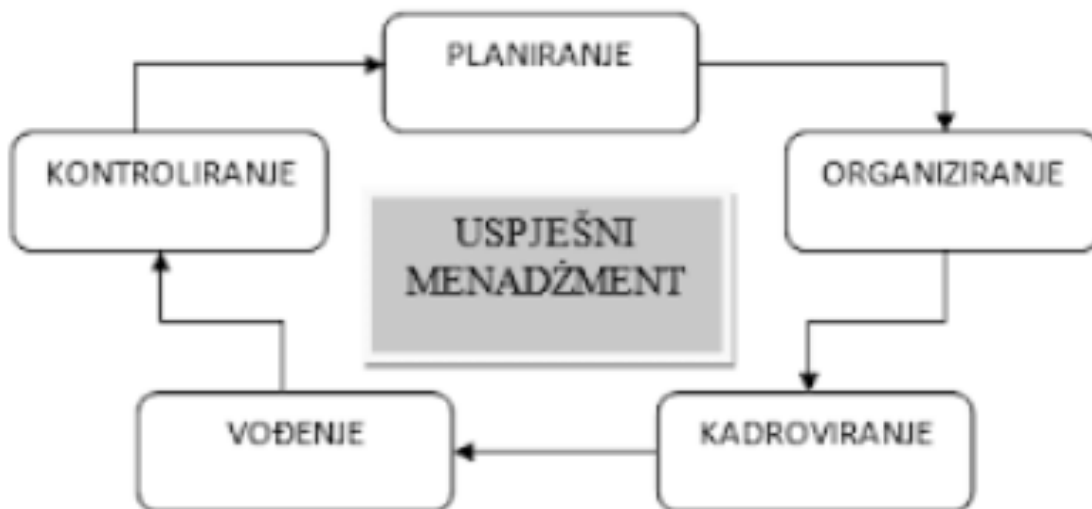 PLANIRANJE
KONTROLIRANJE
ORGANIZIRANJE
USPJEŠNI
MENADŽMENT
VOĐENJE
KADROVIRANJE